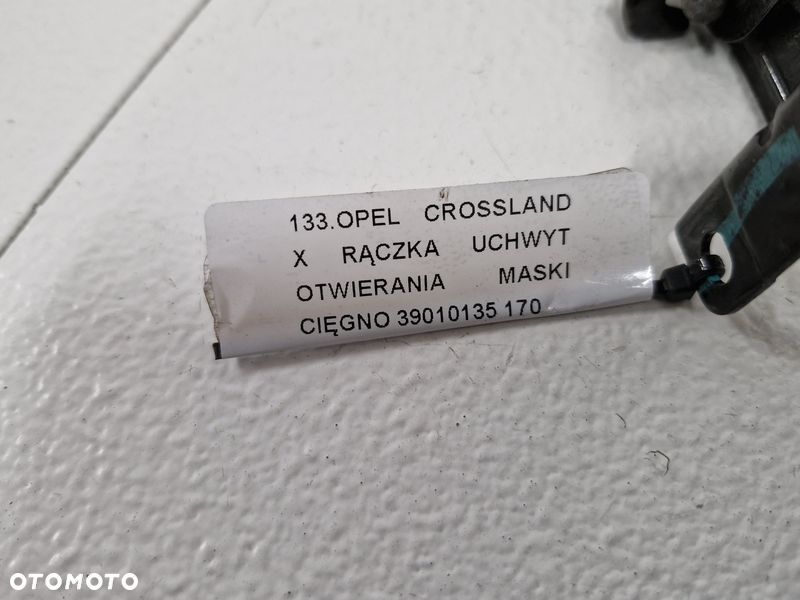 133.OPEL CROSSLAND
X RĄCZKA UCHWYT
OTWIERANIA MASKI
CIĘGNO 39010135 170
OTOMOTO